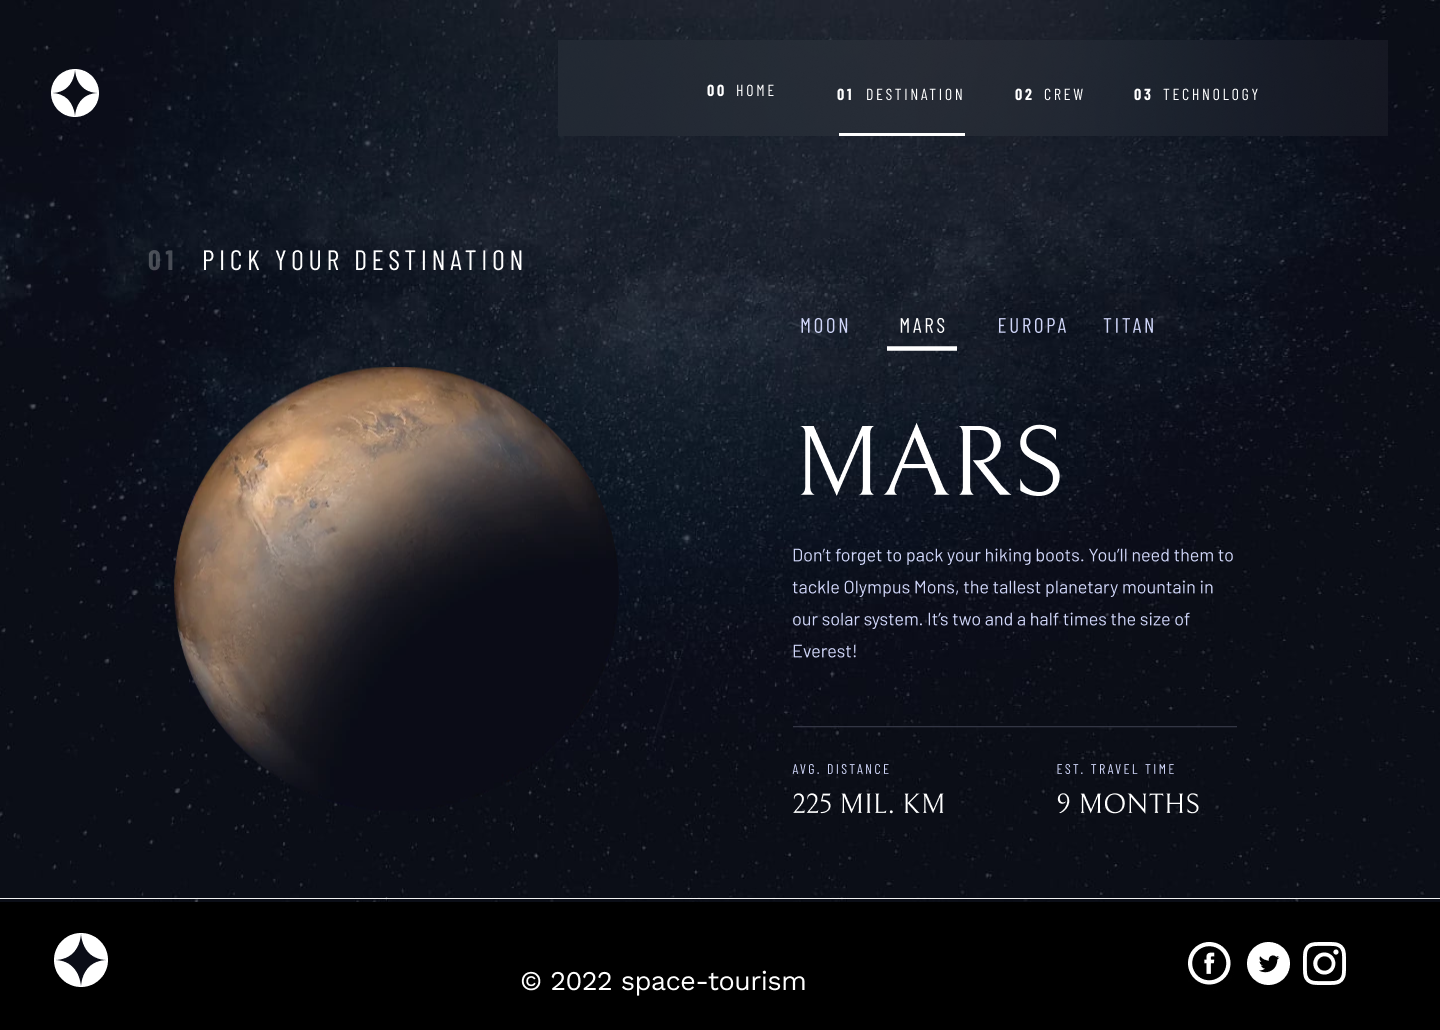 00 HOME 01 DESTINATION 02 CREW 03 TECHNOLOGY
01 PICK YOUR DESTINATION
MOON MARS EUROPA TITAN
MARS
Don’t forget to pack your hiking boots. You’ll need them to
tackle Olympus Mons, the tallest planetary mountain in
our solar system. It’s two and a half times the size of
Everest!
AVG. DISTANCE
225 MIL. KM
EST. TRAVEL TIME
9 MONTHS
© 2022 space-tourism